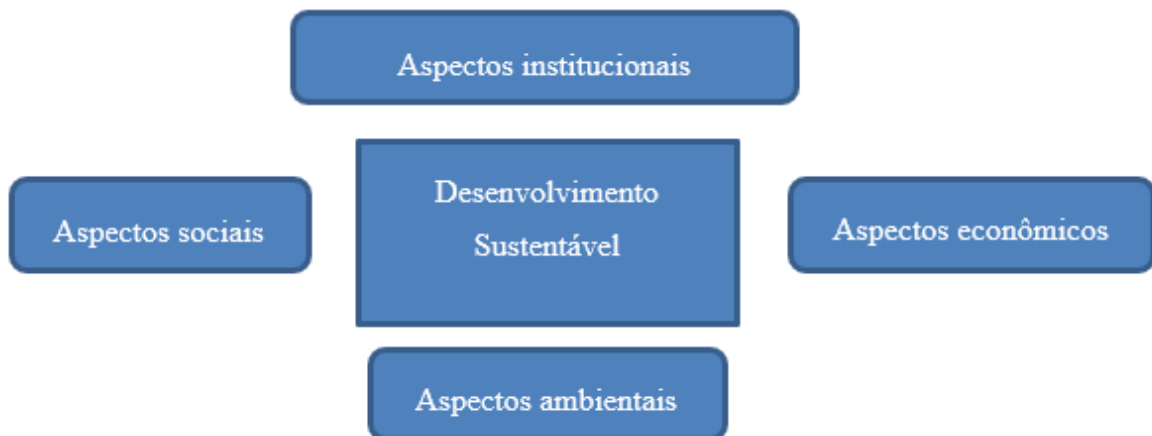 Aspectos institucionais
Desenvolvimento
Sustentável
Aspectos sociais
Aspectos econômicos
Aspectos ambientais